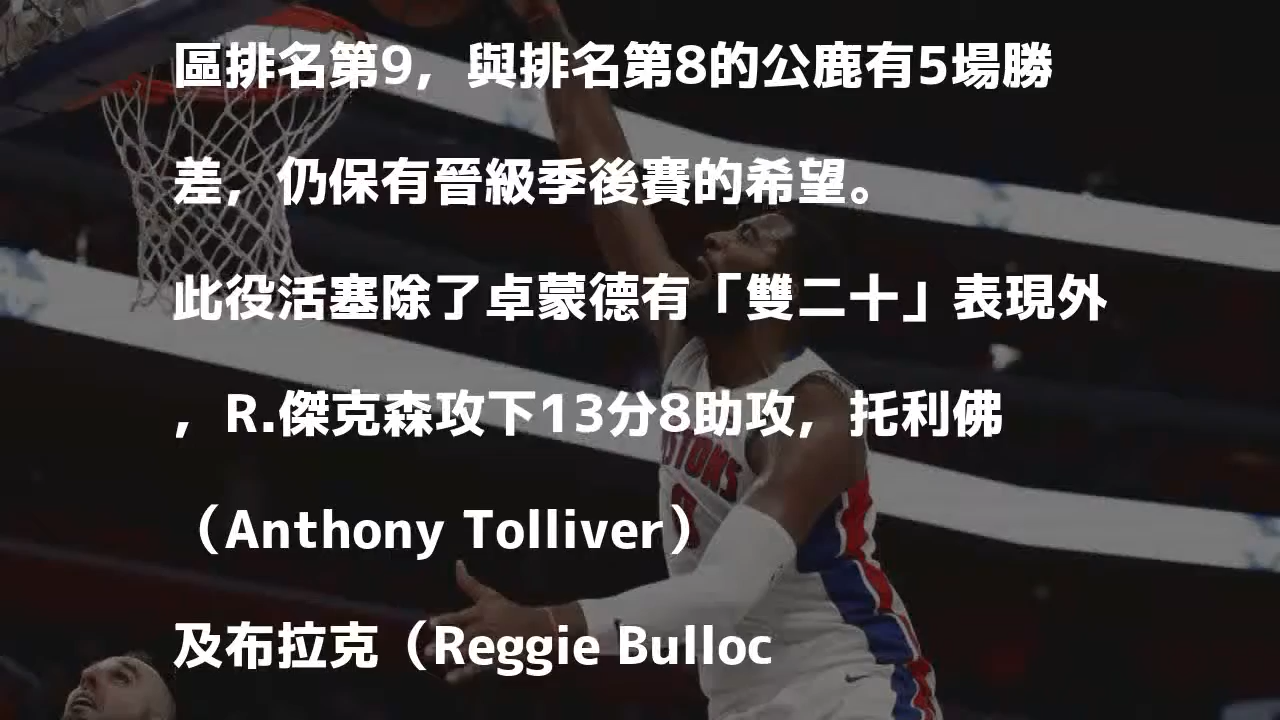 區排名第9，與排名第8的公鹿有5場勝
差，仍保有晉級季後賽的希望。
此役活塞除了卓蒙德有「雙二十」表現外
，R.傑克森攻下13分8助攻，托利佛
（Anthony Tolliver）
及布拉克（Reggie Bulloc